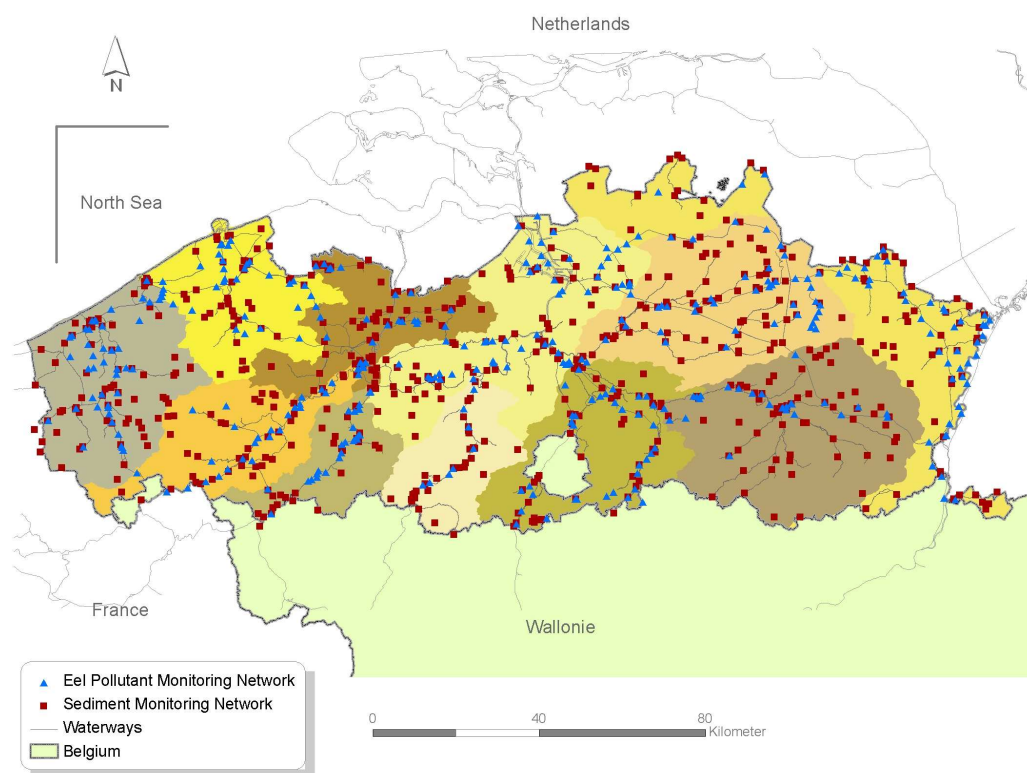 Netherlands
N
North Sea
France
Wallonie
Eel Pollutant Monitoring Network
Sediment Monitoring Network
Waterways
Belgium
0 40 80
Kilometer